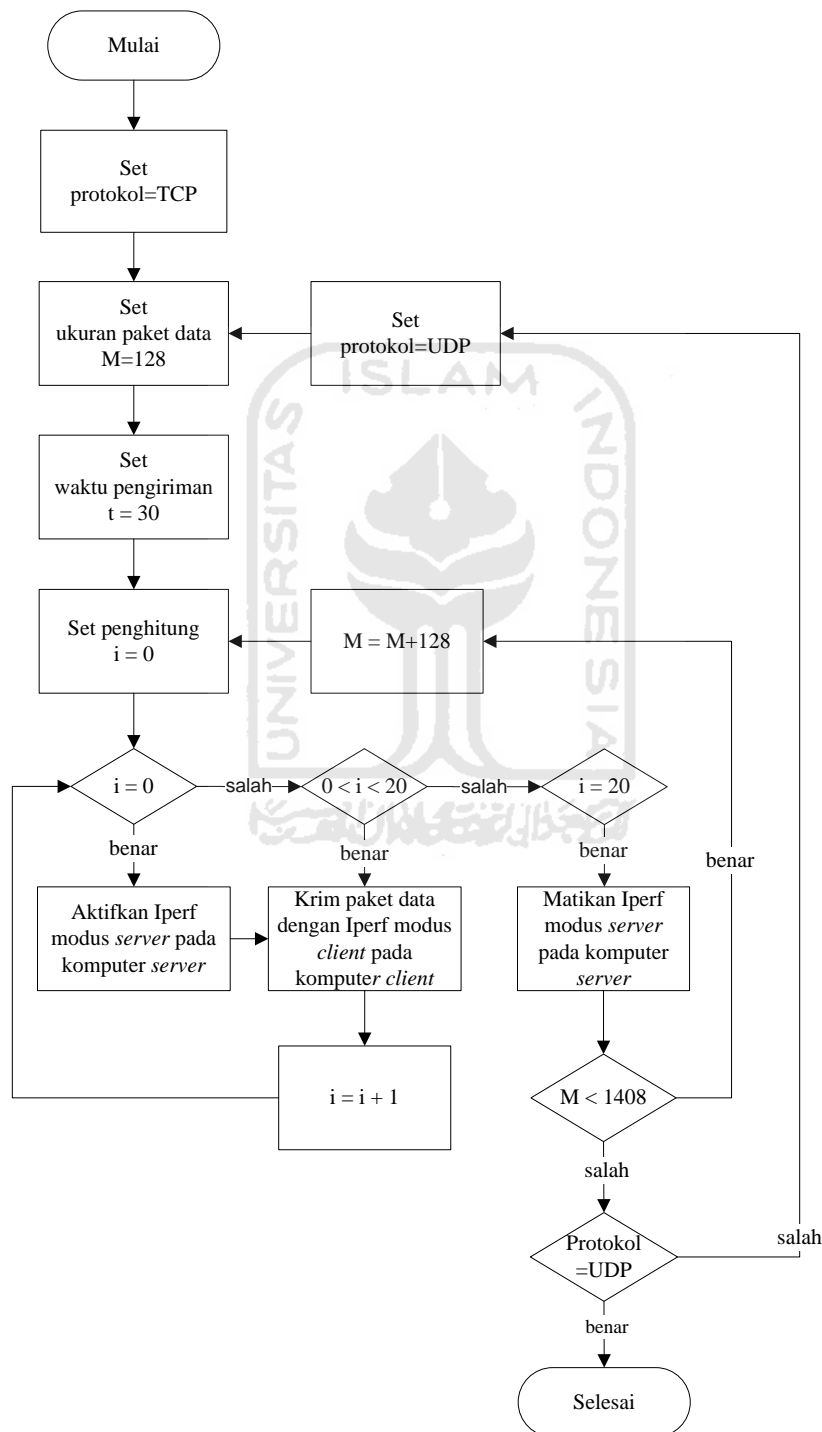 Mulai
Set
protokol=TCP
Set
ukuran paket data
M=128
Set
protokol=UDP
Set
waktu pengiriman
t = 30
Set penghitung
i = 0
M = M+128
i = 0
salah
0 < i < 20
salah
i = 20
benar
benar
benar
benar
Aktifkan Iperf
modus server pada
komputer server
Krim paket data
dengan Iperf modus
client pada
komputer client
Matikan Iperf
modus server
pada komputer
server
i = i + 1
M < 1408
salah
Protokol
=UDP
salah
benar
Selesai
UNIVERSITAS
ISLAM
INDONESIA